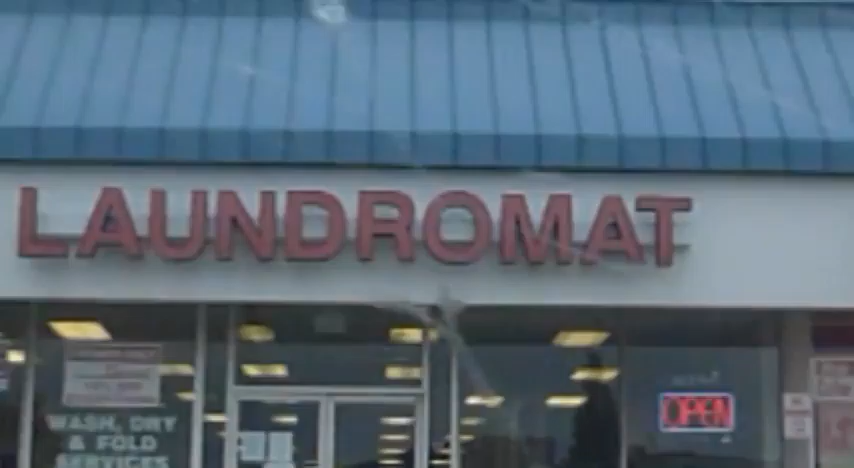 LAUNDROMAT
WASH, DRY
& FOLD
SERVICES
OPEN